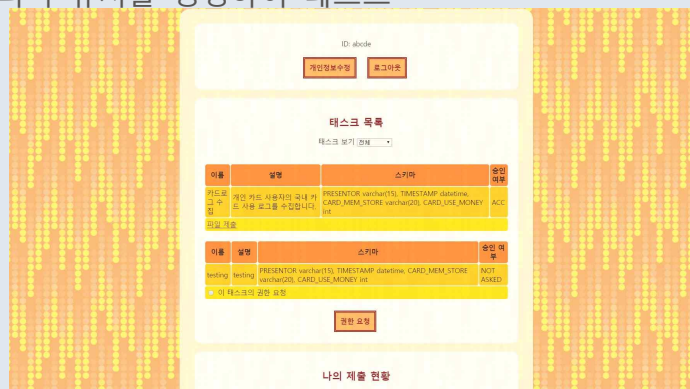 ID: abcde
개인정보수정 로그아웃
태스크 목록
태스크 보기 전체
이름 설명 스키마 승인
여부
카드로
그 수
집
개인 카드 사용자의 국내 카
드 사용 로그를 수집합니다.
PRESENTOR varchar(15), TIMESTAMP datetime,
CARD_MEM_STORE varchar(20), CARD_USE_MONEY
int
ACC
파일 제출
이름 설명 스키마 승인 여
부
testing testing PRESENTOR varchar(15), TIMESTAMP datetime, CARD_MEM_STORE
varchar(20), CARD_USE_MONEY int
NOT
ASKED
이 태스크의 권한 요청
권한 요청
나의 제출 현황